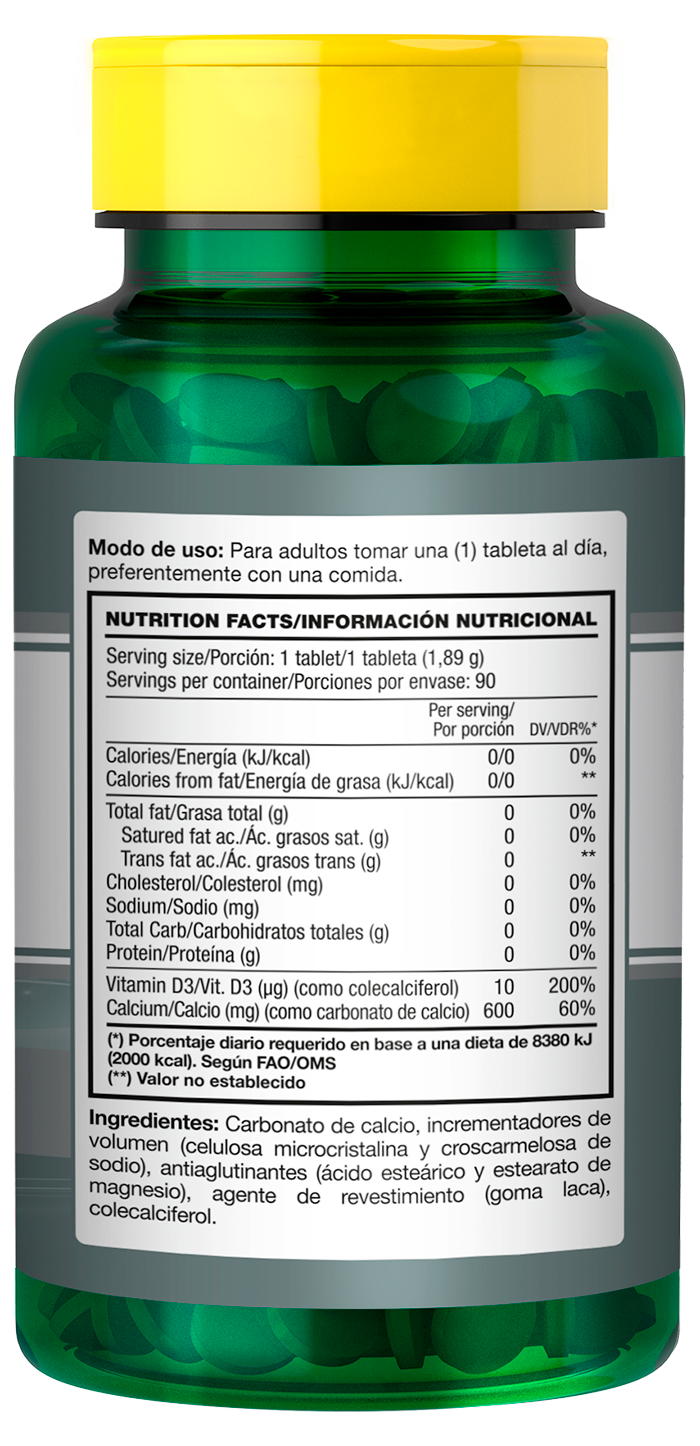 Modo de uso: Para adultos tomar una (1) tableta al día,
preferentemente con una comida.
NUTRITION FACTS/INFORMACIÓN NUTRICIONAL
Serving size/Porción: 1 tablet/1 tableta (1,89 g)
Servings per container/Porciones por envase: 90
Per serving/
Por porción DV/VDR%*
Calories/Energía (kJ/kcal) 0/0 0%
Calories from fat/Energía de grasa (kJ/kcal) 0/0 **
Total fat/Grasa total (g) 0 0%
Satured fat ac./Ác. grasos sat. (g) 0 0%
Trans fat ac./Ác. grasos trans (g) 0 **
Cholesterol/Colesterol (mg) 0 0%
Sodium/Sodio (mg) 0 0%
Total Carb/Carbohidratos totales (g) 0 0%
Protein/Proteína (g) 0 0%
Vitamin D3/Vit. D3 (µg) (como colecalciferol) 10 200%
Calcium/Calcio (mg) (como carbonato de calcio) 600 60%
(*) Porcentaje diario requerido en base a una dieta de 8380 kJ
(2000 kcal). Según FAO/OMS
(**) Valor no establecido
Ingredientes: Carbonato de calcio, incrementadores de
volumen (celulosa microcristalina y croscarmelosa de
sodio), antiaglutinantes (ácido esteárico y estearato de
magnesio), agente de revestimiento (goma laca),
colecalciferol.